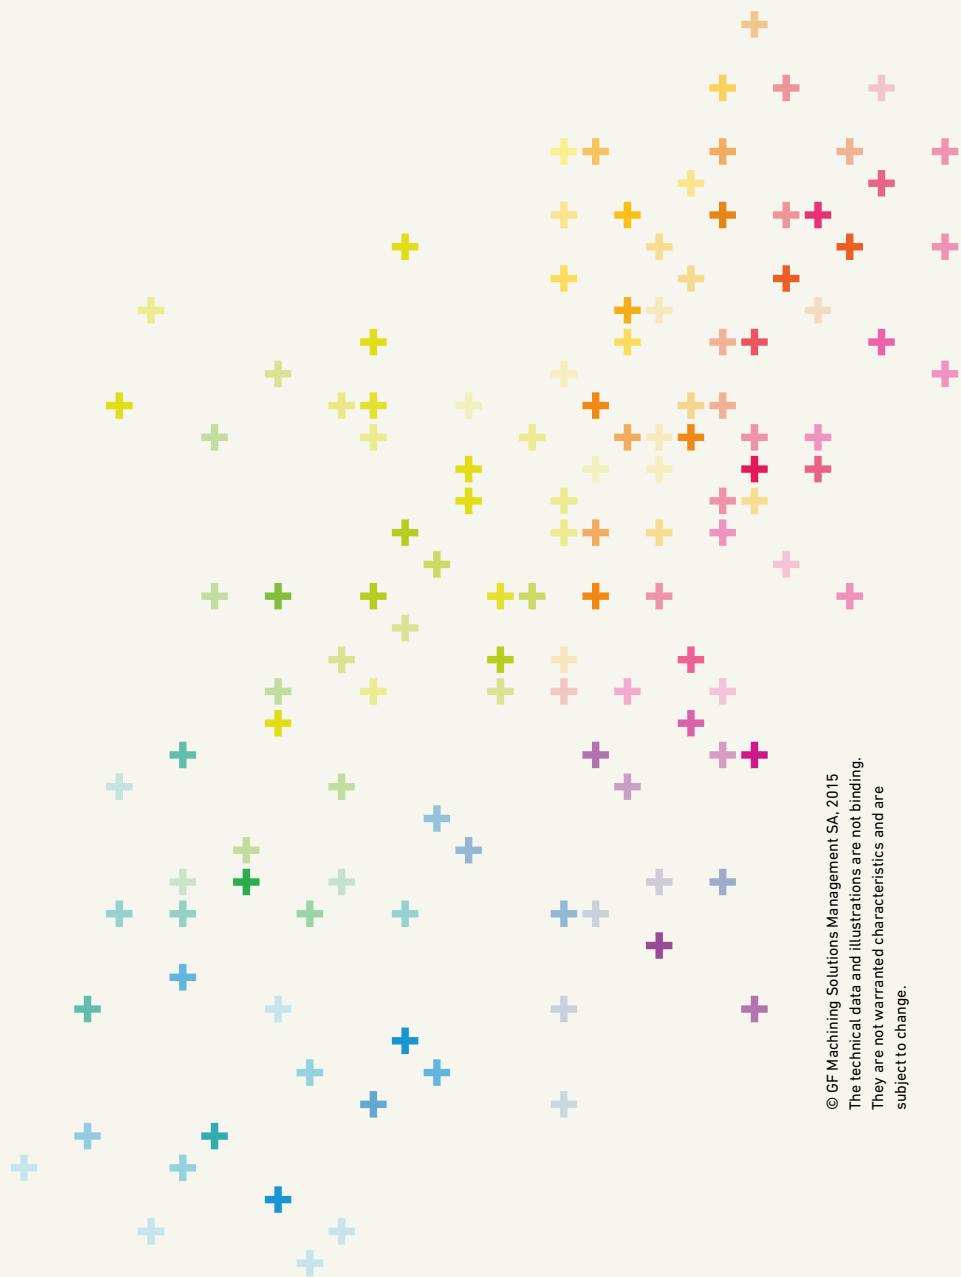 © GF Machining Solutions Management SA, 2015
The technical data and illustrations are not binding.
They are not warranted characteristics and are
subject to change.